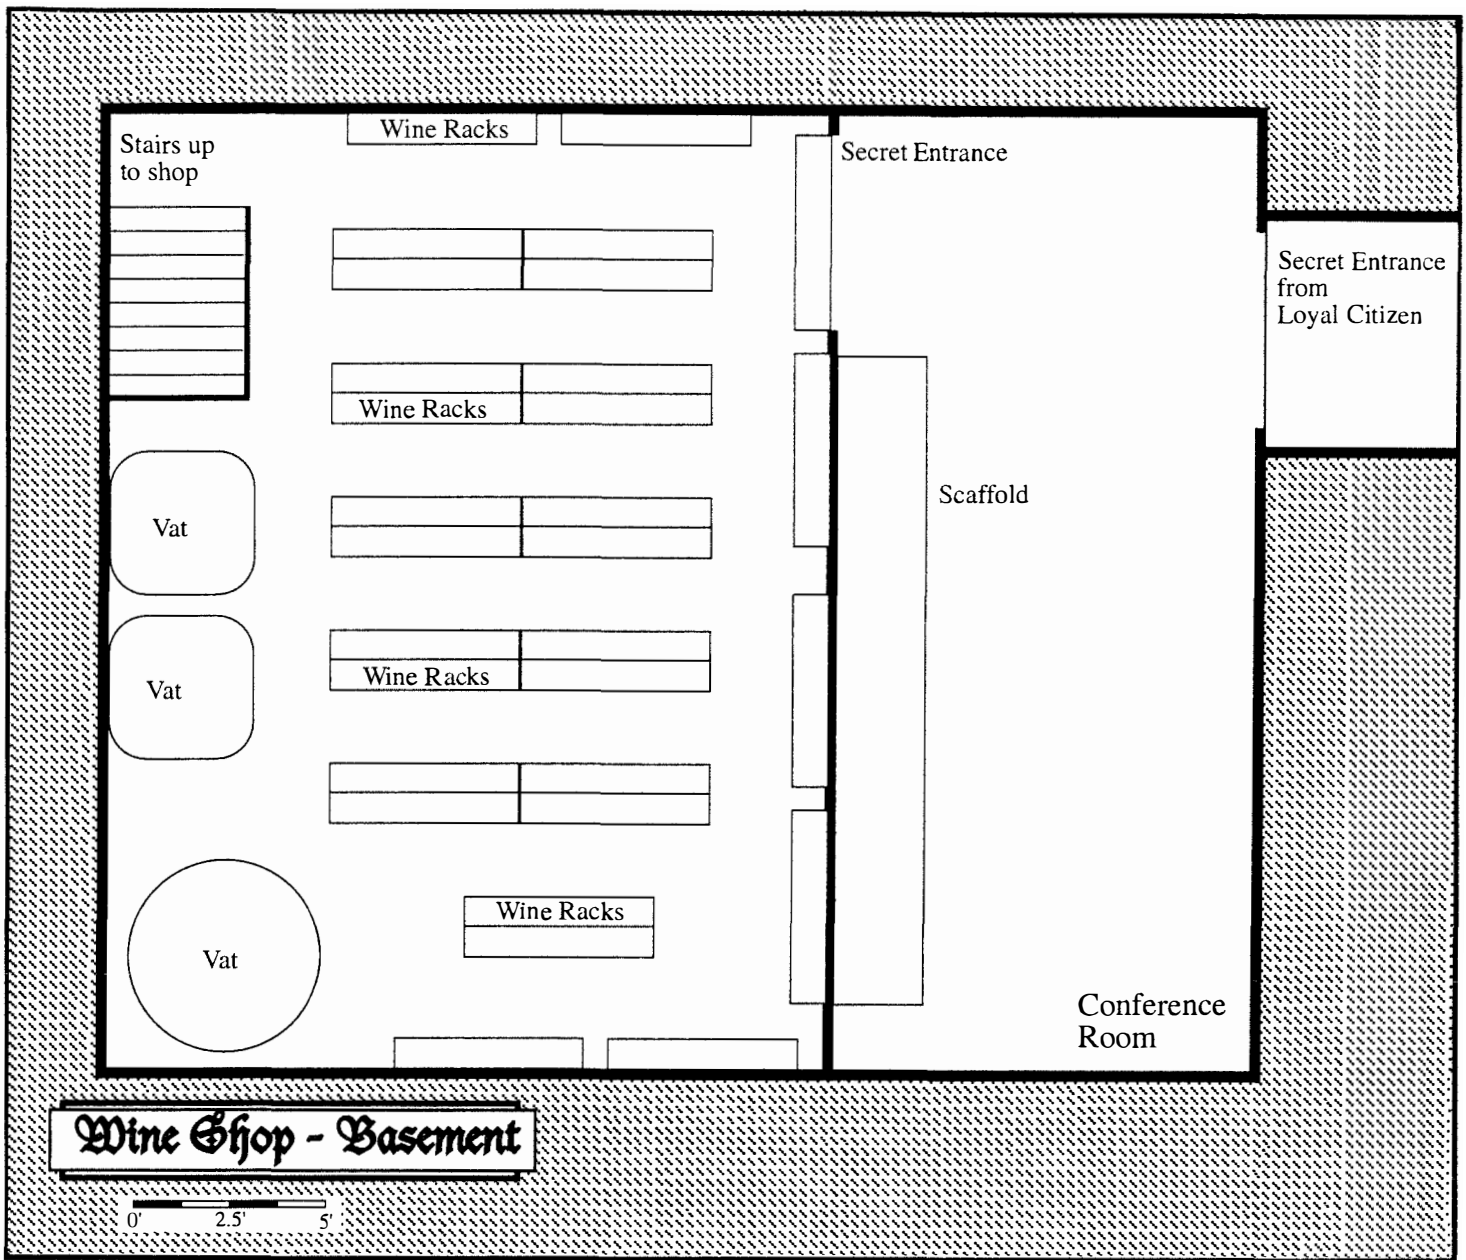 Wine Racks
Stairs up
to shop
Secret Entrance
Secret Entrance
from
Loyal Citizen
Wine Racks
Scaffold
Vat
Wine Racks
Vat
Wine Racks
Vat
Conference
Room
Wine Shop - Basement
0' 2.5' 5'